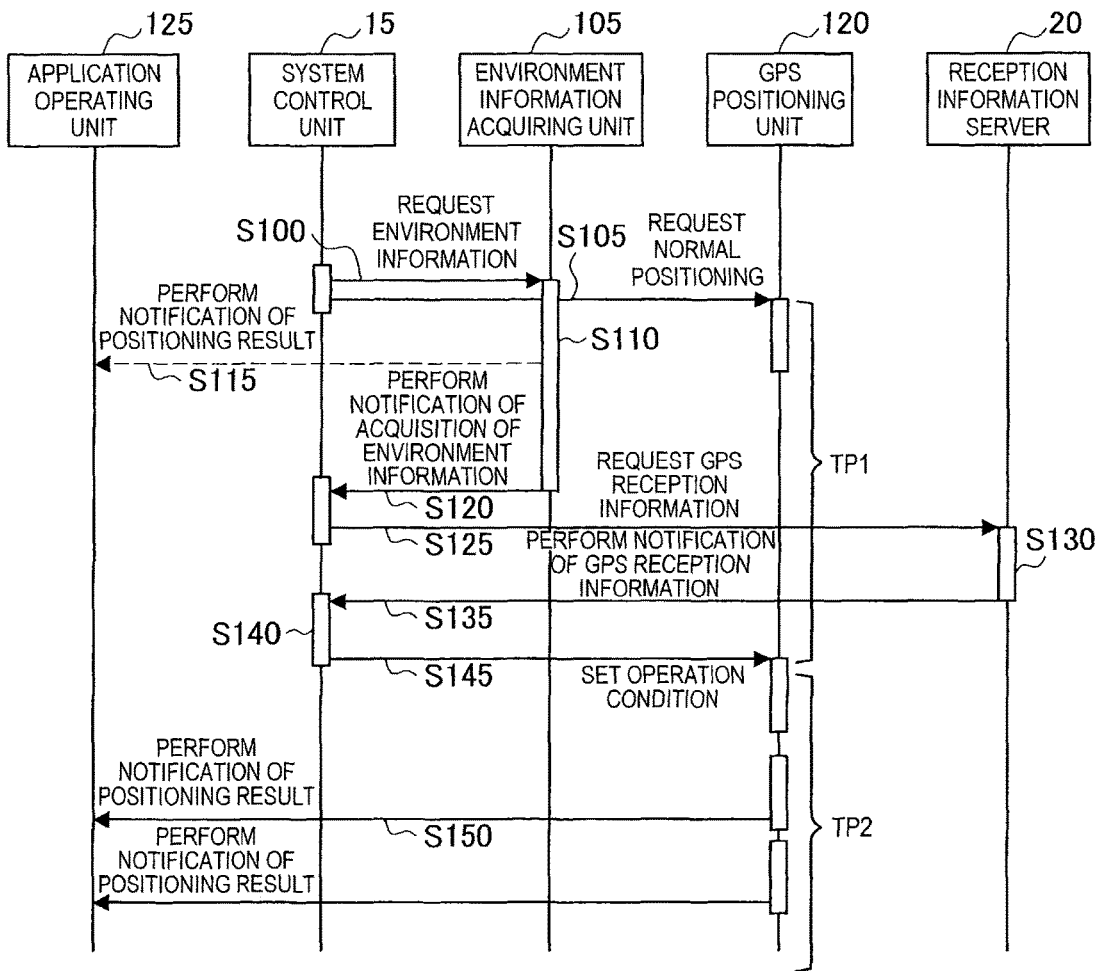 125
15
105
120
20
APPLICATION
OPERATING
UNIT
SYSTEM
CONTROL
UNIT
ENVIRONMENT
INFORMATION
ACQUIRING UNIT
GPS
POSITIONING
UNIT
RECEPTION
INFORMATION
SERVER
S100
REQUEST
ENVIRONMENT
INFORMATION
S105
REQUEST
NORMAL
POSITIONING
PERFORM
NOTIFICATION OF
POSITIONING RESULT
S110
S115
PERFORM
NOTIFICATION OF
ACQUISITION OF
ENVIRONMENT
INFORMATION
TP1
REQUEST GPS
RECEPTION
INFORMATION
S120
S125
PERFORM NOTIFICATION
OF GPS RECEPTION
INFORMATION
S130
S135
S140
S145
SET OPERATION
CONDITION
PERFORM
NOTIFICATION OF
POSITIONING RESULT
S150
TP2
PERFORM
NOTIFICATION OF
POSITIONING RESULT